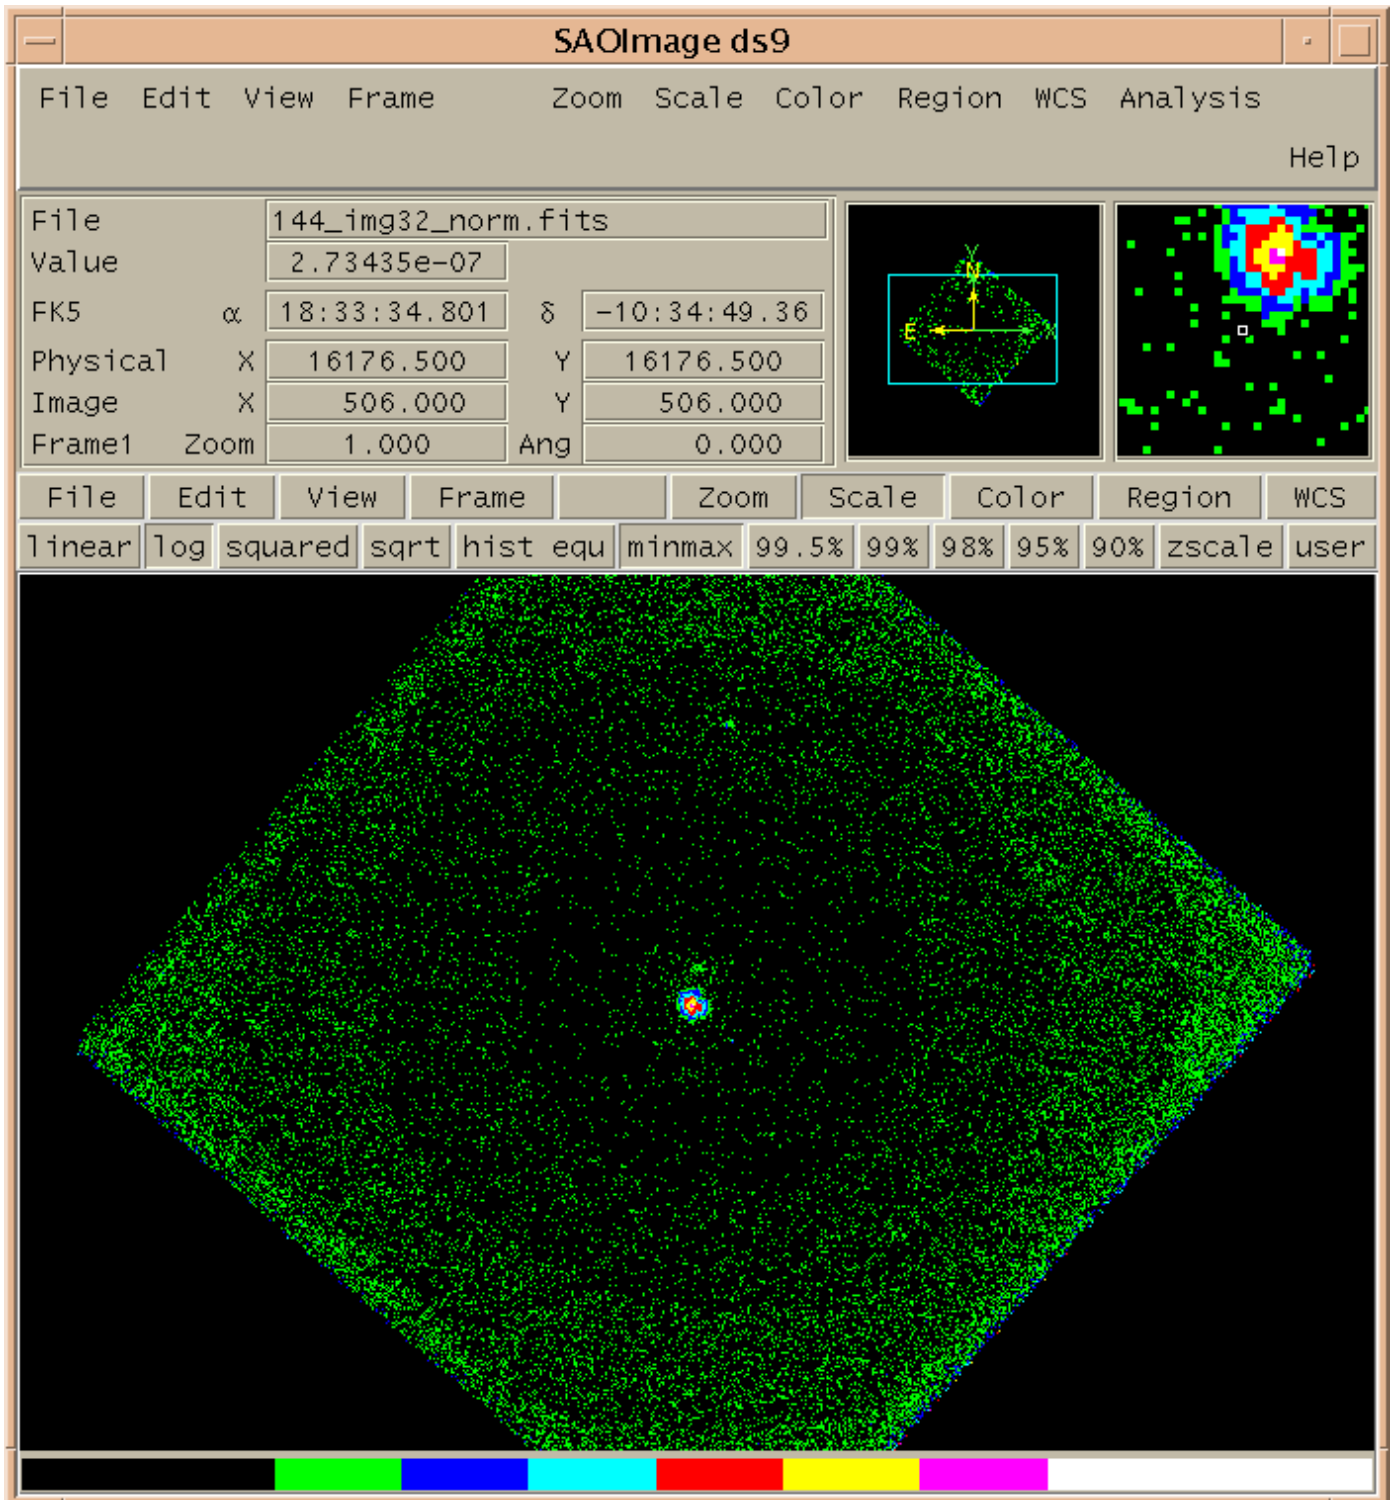 SAOImage ds9
File Edit View Frame Zoom Scale Color Region WCS Analysis
Help
File 144_img32_norm.fits
Value 2.73435e-07
FK5 α 18:33:34.801 δ -10:34:49.36
Physical X 16176.500 Y 16176.500
Image X 506.000 Y 506.000
Frame1 Zoom 1.000 Ang 0.000
Y
N
E X
File Edit View Frame Zoom Scale Color Region WCS
linear log squared sqrt hist equ minmax 99.5% 99% 98% 95% 90% zscale user